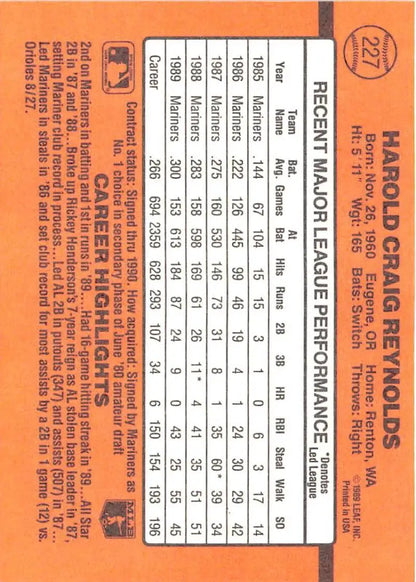 227
HAROLD CRAIG REYNOLDS
Born: Nov. 26, 1960 Eugene, OR Home: Renton, WA
Ht: 5'11" Wgt: 165 Bats: Switch Throws: Right
©1989 LEAF, INC.
Printed in USA
RECENT MAJOR LEAGUE PERFORMANCE *Denotes Led League
Year Team Name Bat. Avg. Games At Bat Hits Runs 2B 3B HR RBI Steal Walk SO
1985 Mariners .144 67 104 15 15 3 1 0 6 3 17 14
1986 Mariners .222 126 445 99 46 19 4 1 24 30 29 42
1987 Mariners .275 160 530 146 73 31 8 1 35 60* 39 34
1988 Mariners .283 158 598 169 61 26 11* 4 41 35 51 51
1989 Mariners .300 153 613 184 87 24 9 0 43 25 55 45
Career .266 694 2359 628 293 107 34 6 150 154 193 196
Contract status: Signed thru 1990. How acquired: Signed by Mariners as
No. 1 choice in secondary phase of June '80 amateur draft
MLB
CAREER HIGHLIGHTS
2nd on Mariners in batting and 1st in runs in '89... Had 16-game hitting streak in '89... All Star
2B in '87 and '88... Broke up Rickey Henderson's 7-year reign as AL stolen base leader in '87,
setting Mariner club record in process... Led AL 2B in putouts (347) and assists (507) in '87...
Led Mariners in steals in '86 and set club record for most assists by a 2B in 1 game (12) vs.
Orioles 8/27.